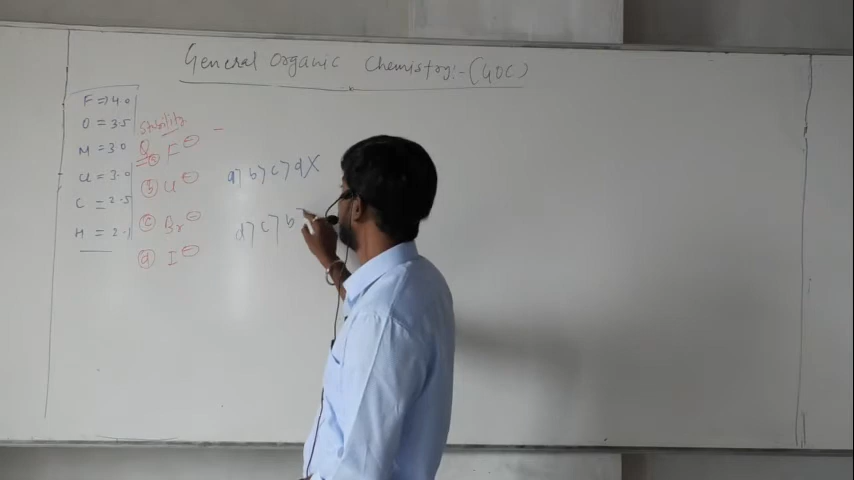 General Organic Chemistry:- (GOC)
F => 4.0
O = 3.5
N = 3.0
Cl = 3.0
C = 2.5
H = 2.1
Stability
Q
(a) F⊖
(b) Cl⊖
(c) Br⊖
(d) I⊖
a > b > c > d X
d > c > b >